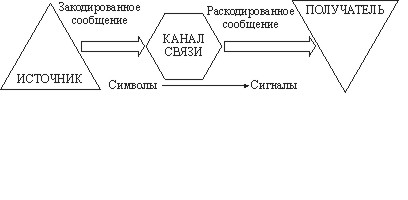 Закодированное
сообщение
Раскодированное
сообщение
ПОЛУЧАТЕЛЬ
КАНАЛ
СВЯЗИ
ИСТОЧНИК
Символы
Сигналы